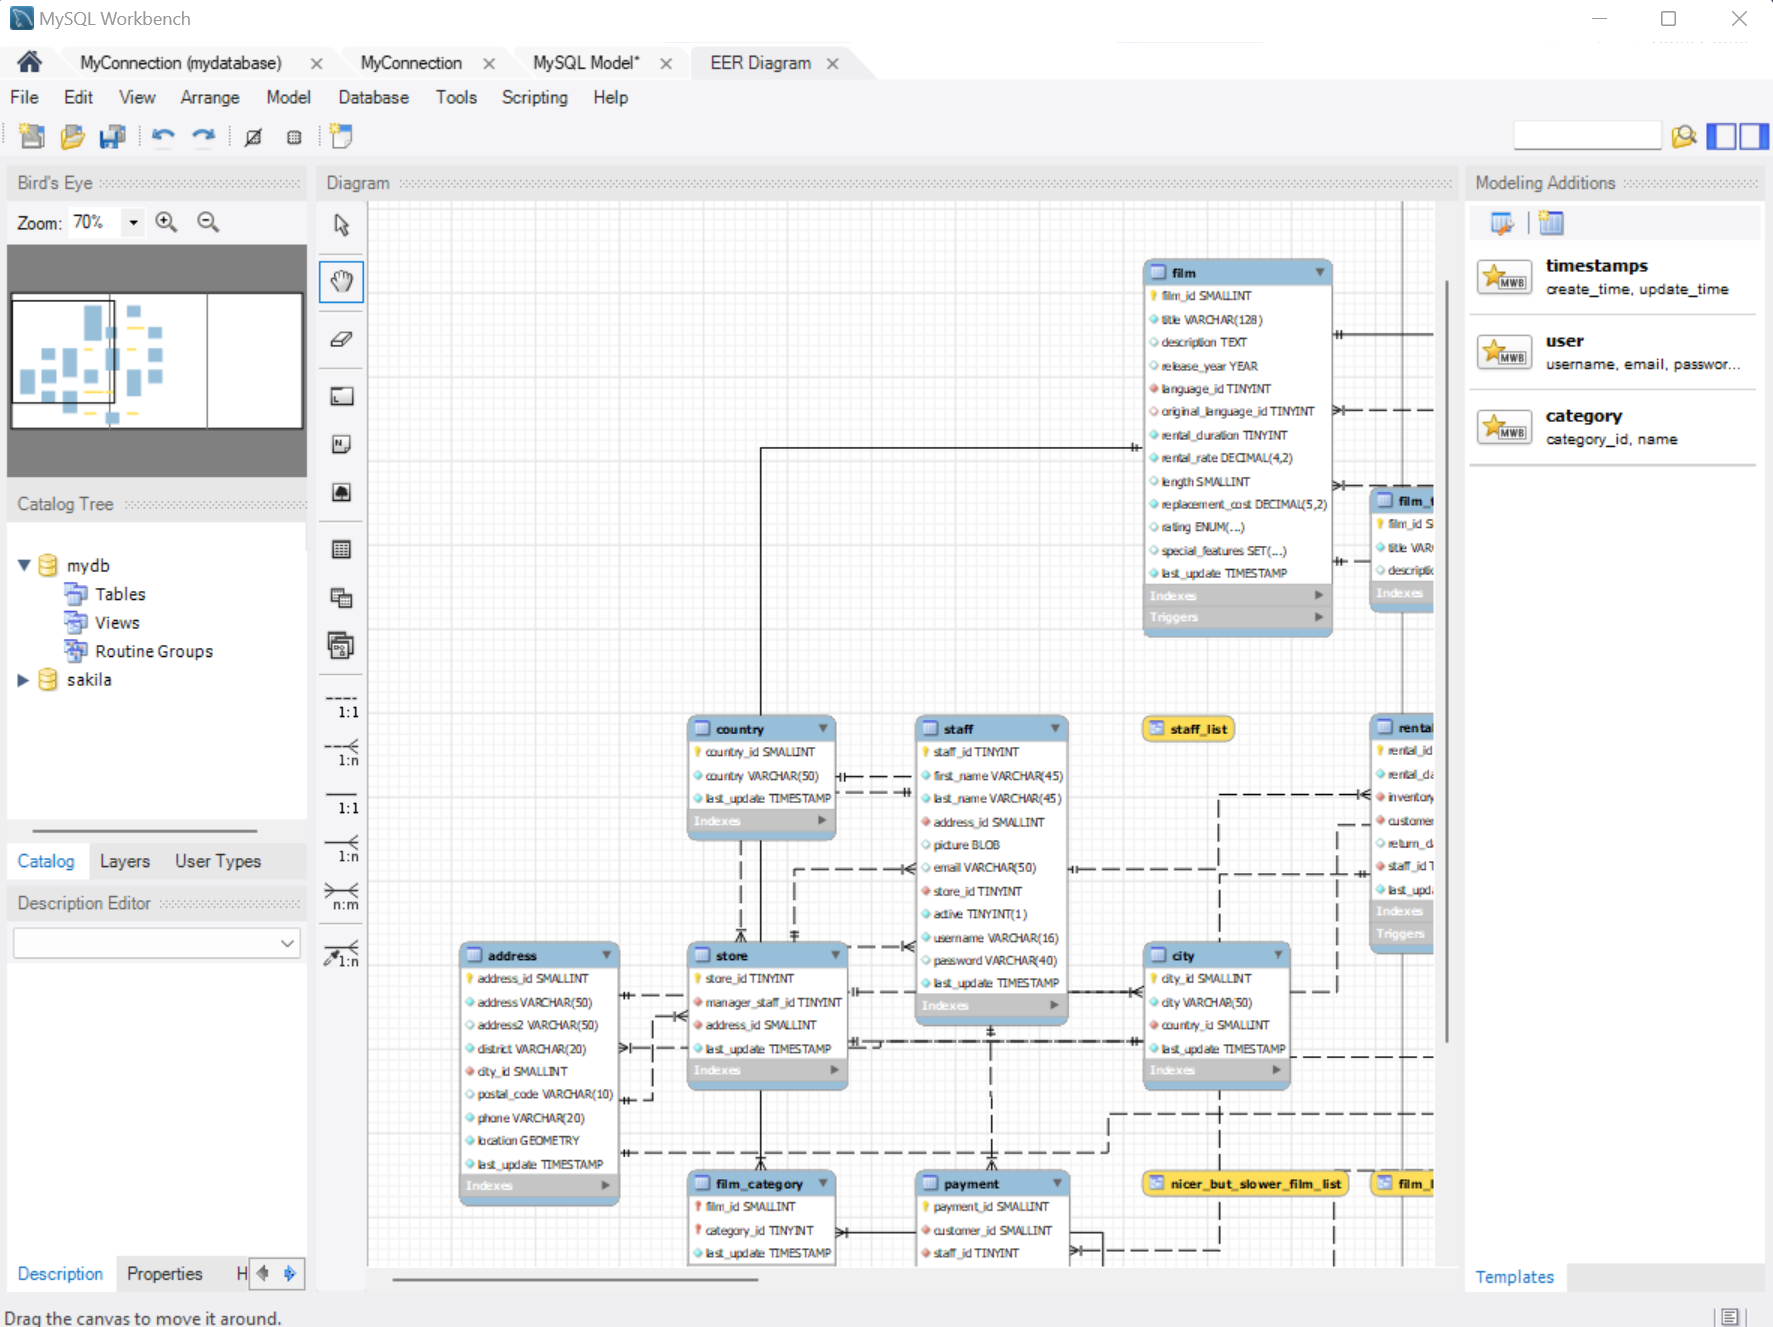 MySQL Workbench
MyConnection (mydatabase)
MyConnection
MySQL Model*
EER Diagram
File Edit View Arrange Model Database Tools Scripting Help
Bird's Eye
Zoom: 70%
Catalog Tree
mydb
Tables
Views
Routine Groups
sakila
Catalog Layers User Types
Description Editor
Description Properties H
Drag the canvas to move it around.
Diagram
N
1:1
1:n
1:1
1:n
n:m
1:n
film
film_id SMALLINT
title VARCHAR(128)
description TEXT
release_year YEAR
language_id TINYINT
original_language_id TINYINT
rental_duration TINYINT
rental_rate DECIMAL(4,2)
length SMALLINT
replacement_cost DECIMAL(5,2)
rating ENUM(...)
special_features SET(...)
last_update TIMESTAMP
Indexes
Triggers
film_
film_id S
title VAR
Indexes
country
country_id SMALLINT
country VARCHAR(50)
last_update TIMESTAMP
Indexes
staff
staff_id TINYINT
first_name VARCHAR(45)
last_name VARCHAR(45)
address_id SMALLINT
picture BLOB
email VARCHAR(50)
store_id TINYINT
active TINYINT(1)
username VARCHAR(16)
password VARCHAR(40)
last_update TIMESTAMP
Indexes
staff_list
rental_id
inventory
staff_id
Indexes
Triggers
address
address_id SMALLINT
address VARCHAR(50)
address2 VARCHAR(50)
district VARCHAR(20)
city_id SMALLINT
postal_code VARCHAR(10)
phone VARCHAR(20)
location GEOMETRY
last_update TIMESTAMP
Indexes
store
store_id TINYINT
manager_staff_id TINYINT
address_id SMALLINT
last_update TIMESTAMP
Indexes
city
city_id SMALLINT
city VARCHAR(50)
country_id SMALLINT
last_update TIMESTAMP
Indexes
film_category
film_id SMALLINT
category_id TINYINT
last_update TIMESTAMP
payment
payment_id SMALLINT
customer_id SMALLINT
staff_id TINYINT
nicer_but_slower_film_list
Modeling Additions
MWB
timestamps
create_time, update_time
MWB
user
username, email, passwor...
MWB
category
category_id, name
Templates